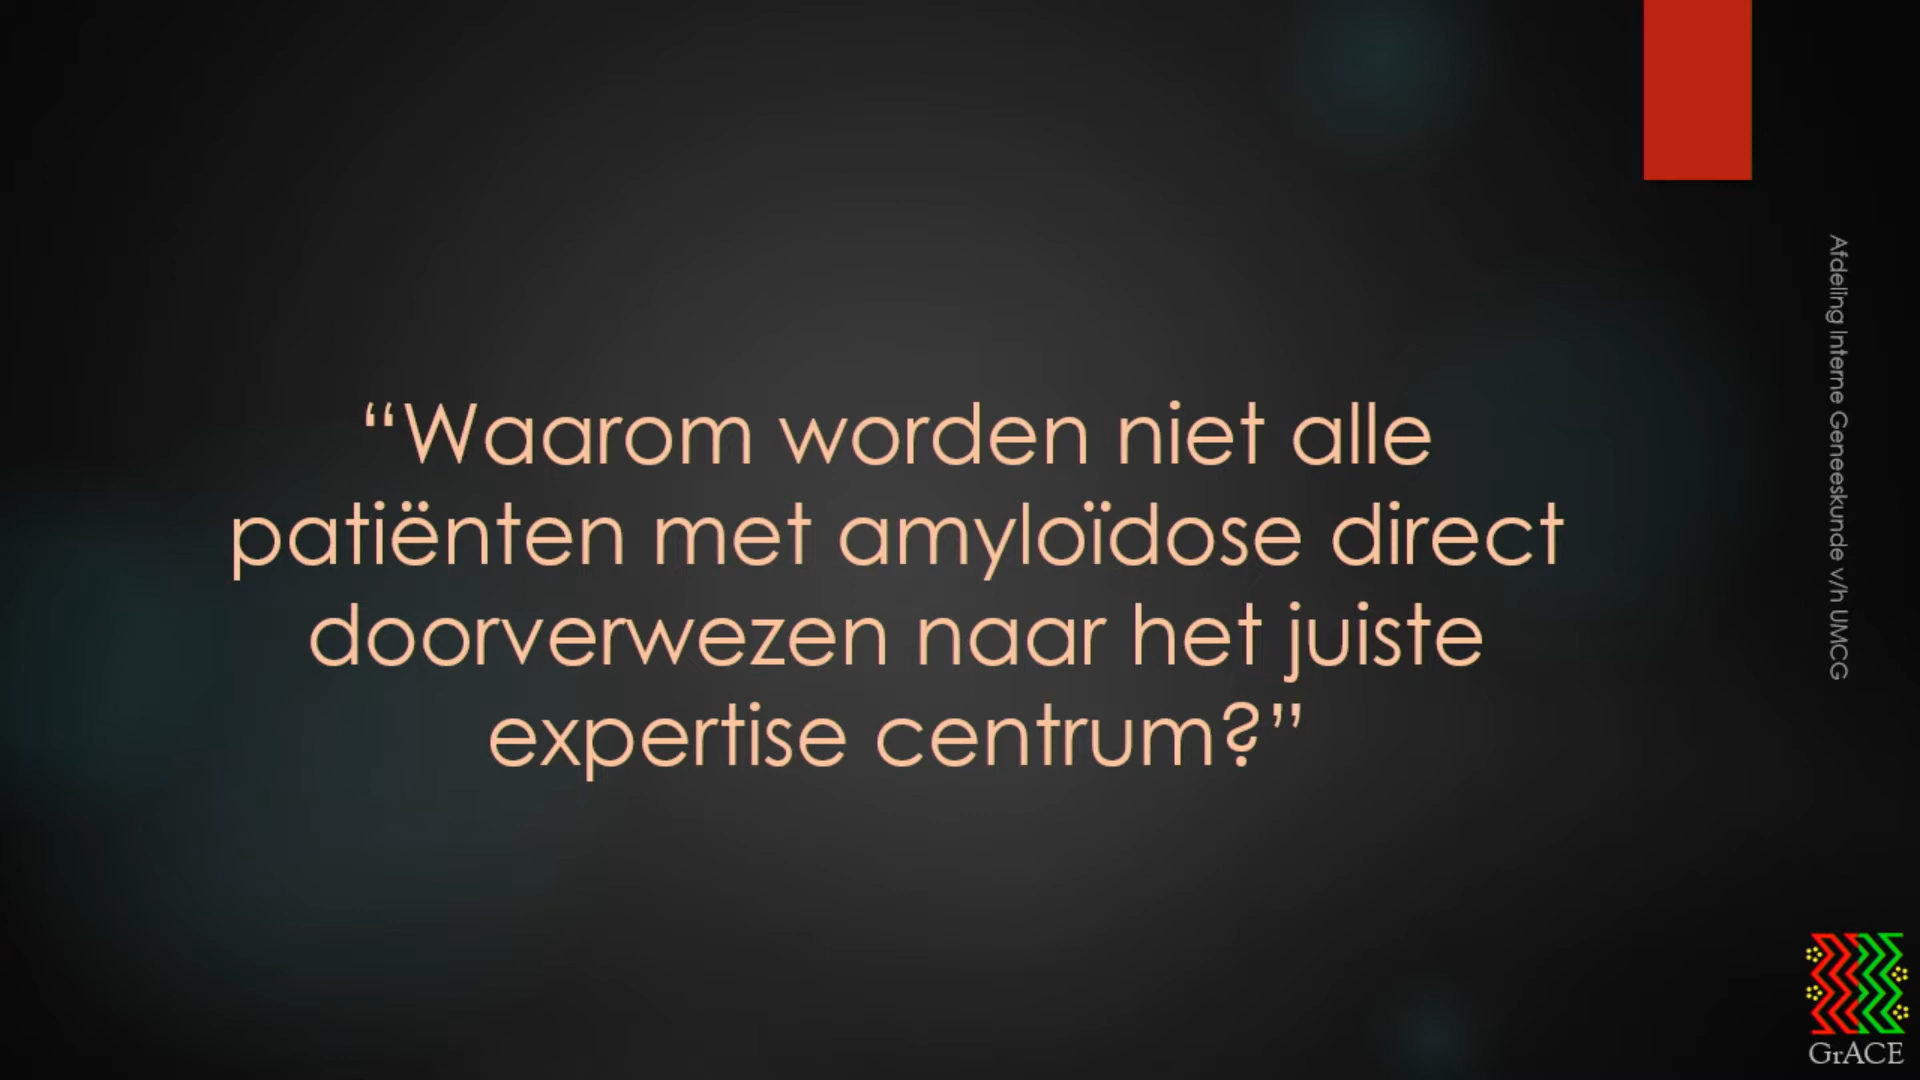 “Waarom worden niet alle
patiënten met amyloïdose direct
doorverwezen naar het juiste
expertise centrum?”
Afdeling Interne Geneeskunde v/h UMCG
GrACE